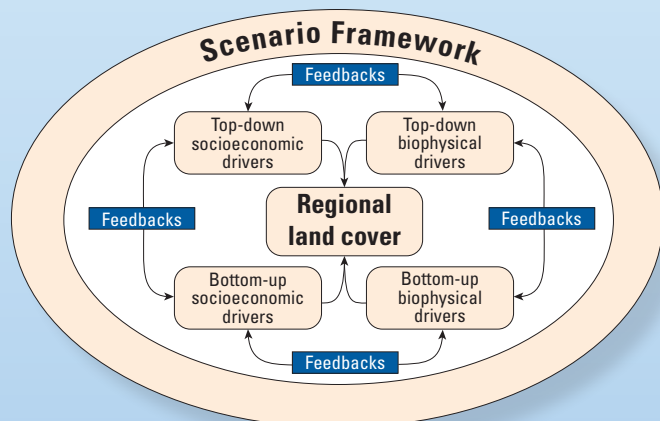 Scenario Framework
Feedbacks
Top-down
socioeconomic
drivers
Top-down
biophysical
drivers
Feedbacks
Regional
land cover
Feedbacks
Bottom-up
socioeconomic
drivers
Bottom-up
biophysical
drivers
Feedbacks